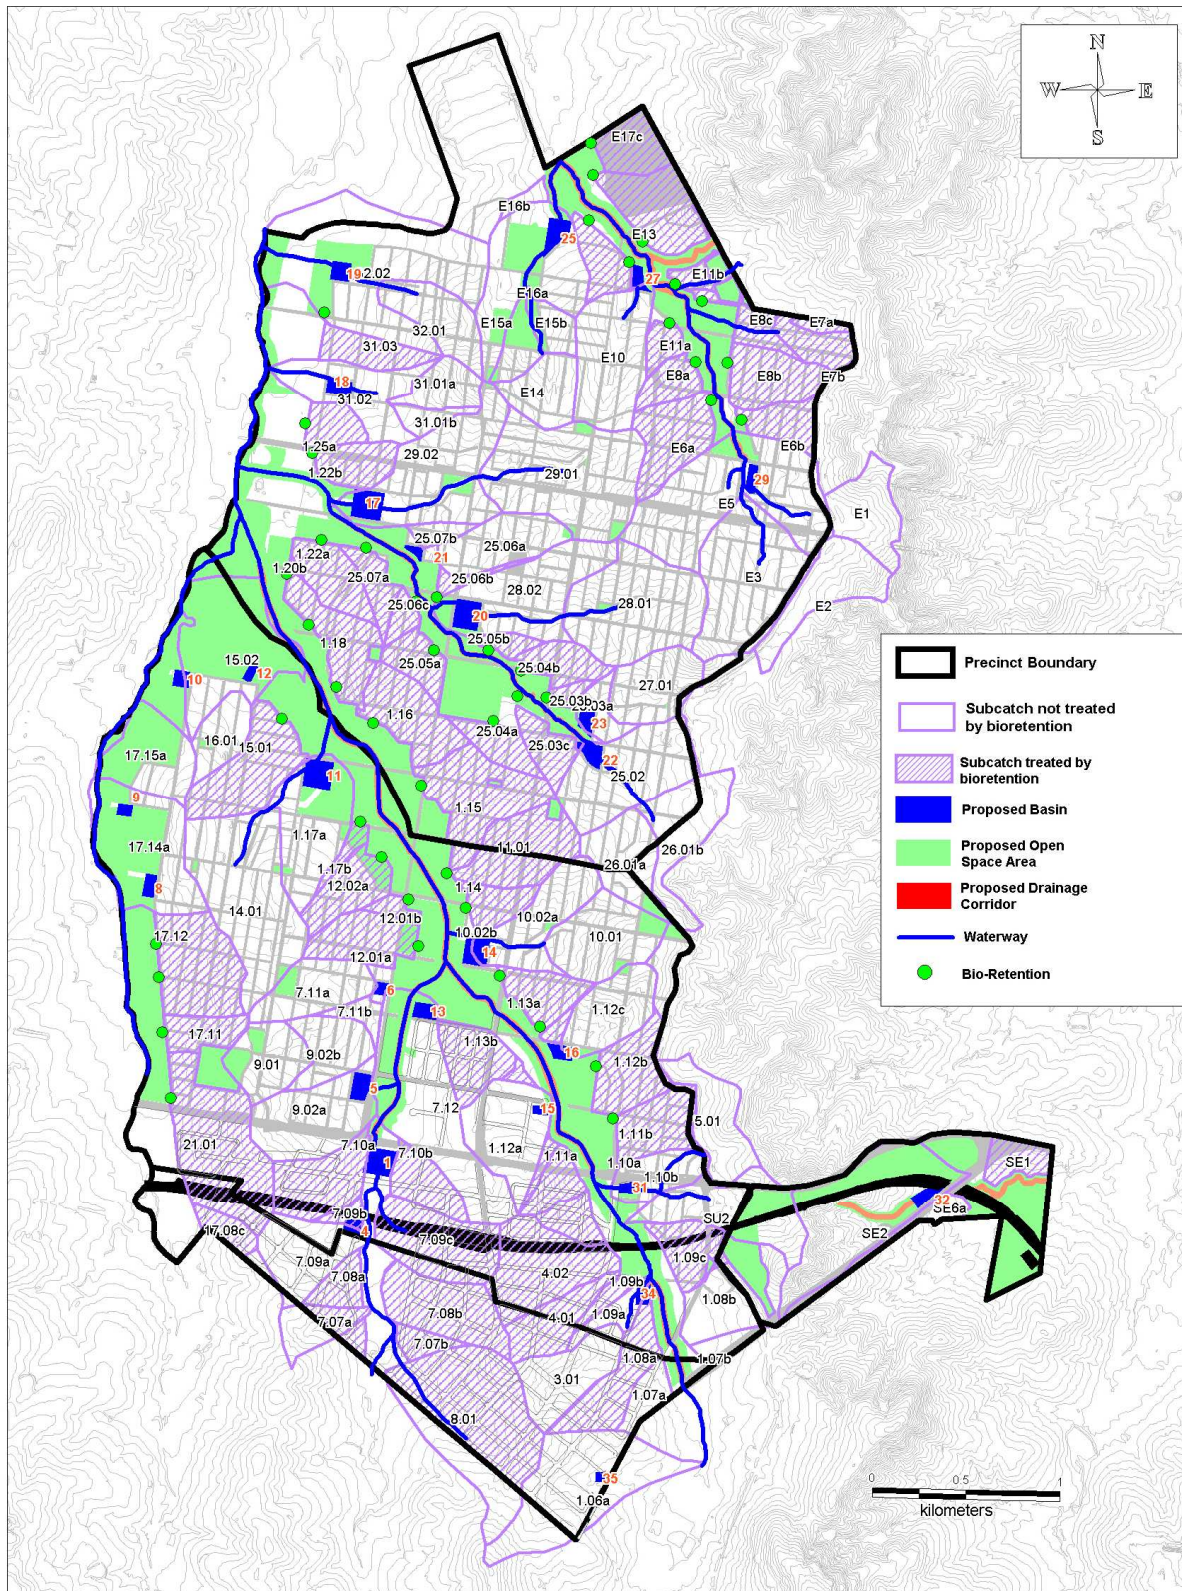 N
W E
S
E17c
E16b
E13
25
27
E11b
19
2.02
E16a
E15a
E15b
E8c
E7a
32.01
31.03
E10
E11a
E8a
E8b
E7b
18
31.01a
31.02
E14
31.01b
1.25a
29.02
E6a
E6b
1.22b
29.01
29
17
E5
E1
25.07b
25.06a
1.22a
21
25.07a
1.20b
25.06b
28.02
E3
25.06c
28.01
E2
20
1.18
25.05b
25.05a
15.02
12
10
25.04b
27.01
25.03b
25.03a
1.16
23
25.04a
25.03c
16.01
15.01
17.15a
22
11
25.02
9
1.15
1.17a
17.14a
11.01
26.01b
26.01a
1.17b
12.02a
1.14
8
14.01
12.01b
10.02a
10.02b
10.01
17.12
12.01a
14
7.11a
6
7.11b
13
1.13a
1.12c
17.11
1.13b
9.02b
16
9.01
1.12b
5
9.02a
7.12
15
5.01
1.11b
21.01
7.10a
7.10b
1.12a
1.11a
1.10a
1
1.10b
31
SE1
32
SE6a
7.09b
SU2
17.08c
4
7.09c
SE2
7.09a
7.08a
4.02
1.09c
1.09b
34
1.08b
7.08b
1.09a
7.07a
4.01
7.07b
1.08a
1.07b
3.01
1.07a
8.01
35
1.06a
Precinct Boundary
Subcatch not treated
by bioretention
Subcatch treated by
bioretention
Proposed Basin
Proposed Open
Space Area
Proposed Drainage
Corridor
Waterway
Bio-Retention
0 0.5 1
kilometers